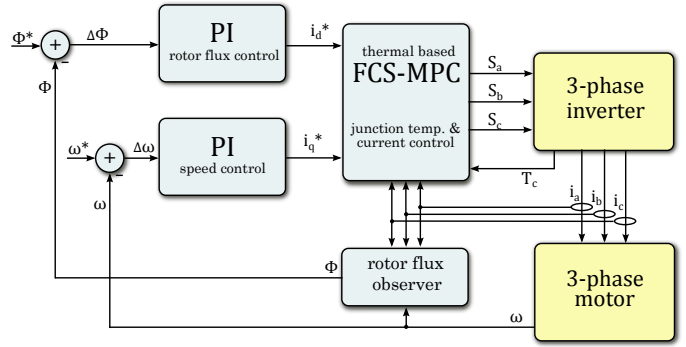 Φ*
+
−
ΔΦ
PI
rotor flux control
i_d*
thermal based
FCS-MPC
junction temp. &
current control
S_a
S_b
S_c
3-phase
inverter
Φ
ω*
+
−
Δω
PI
speed control
i_q*
T_c
i_a
i_b
i_c
ω
Φ
rotor flux
observer
3-phase
motor
ω